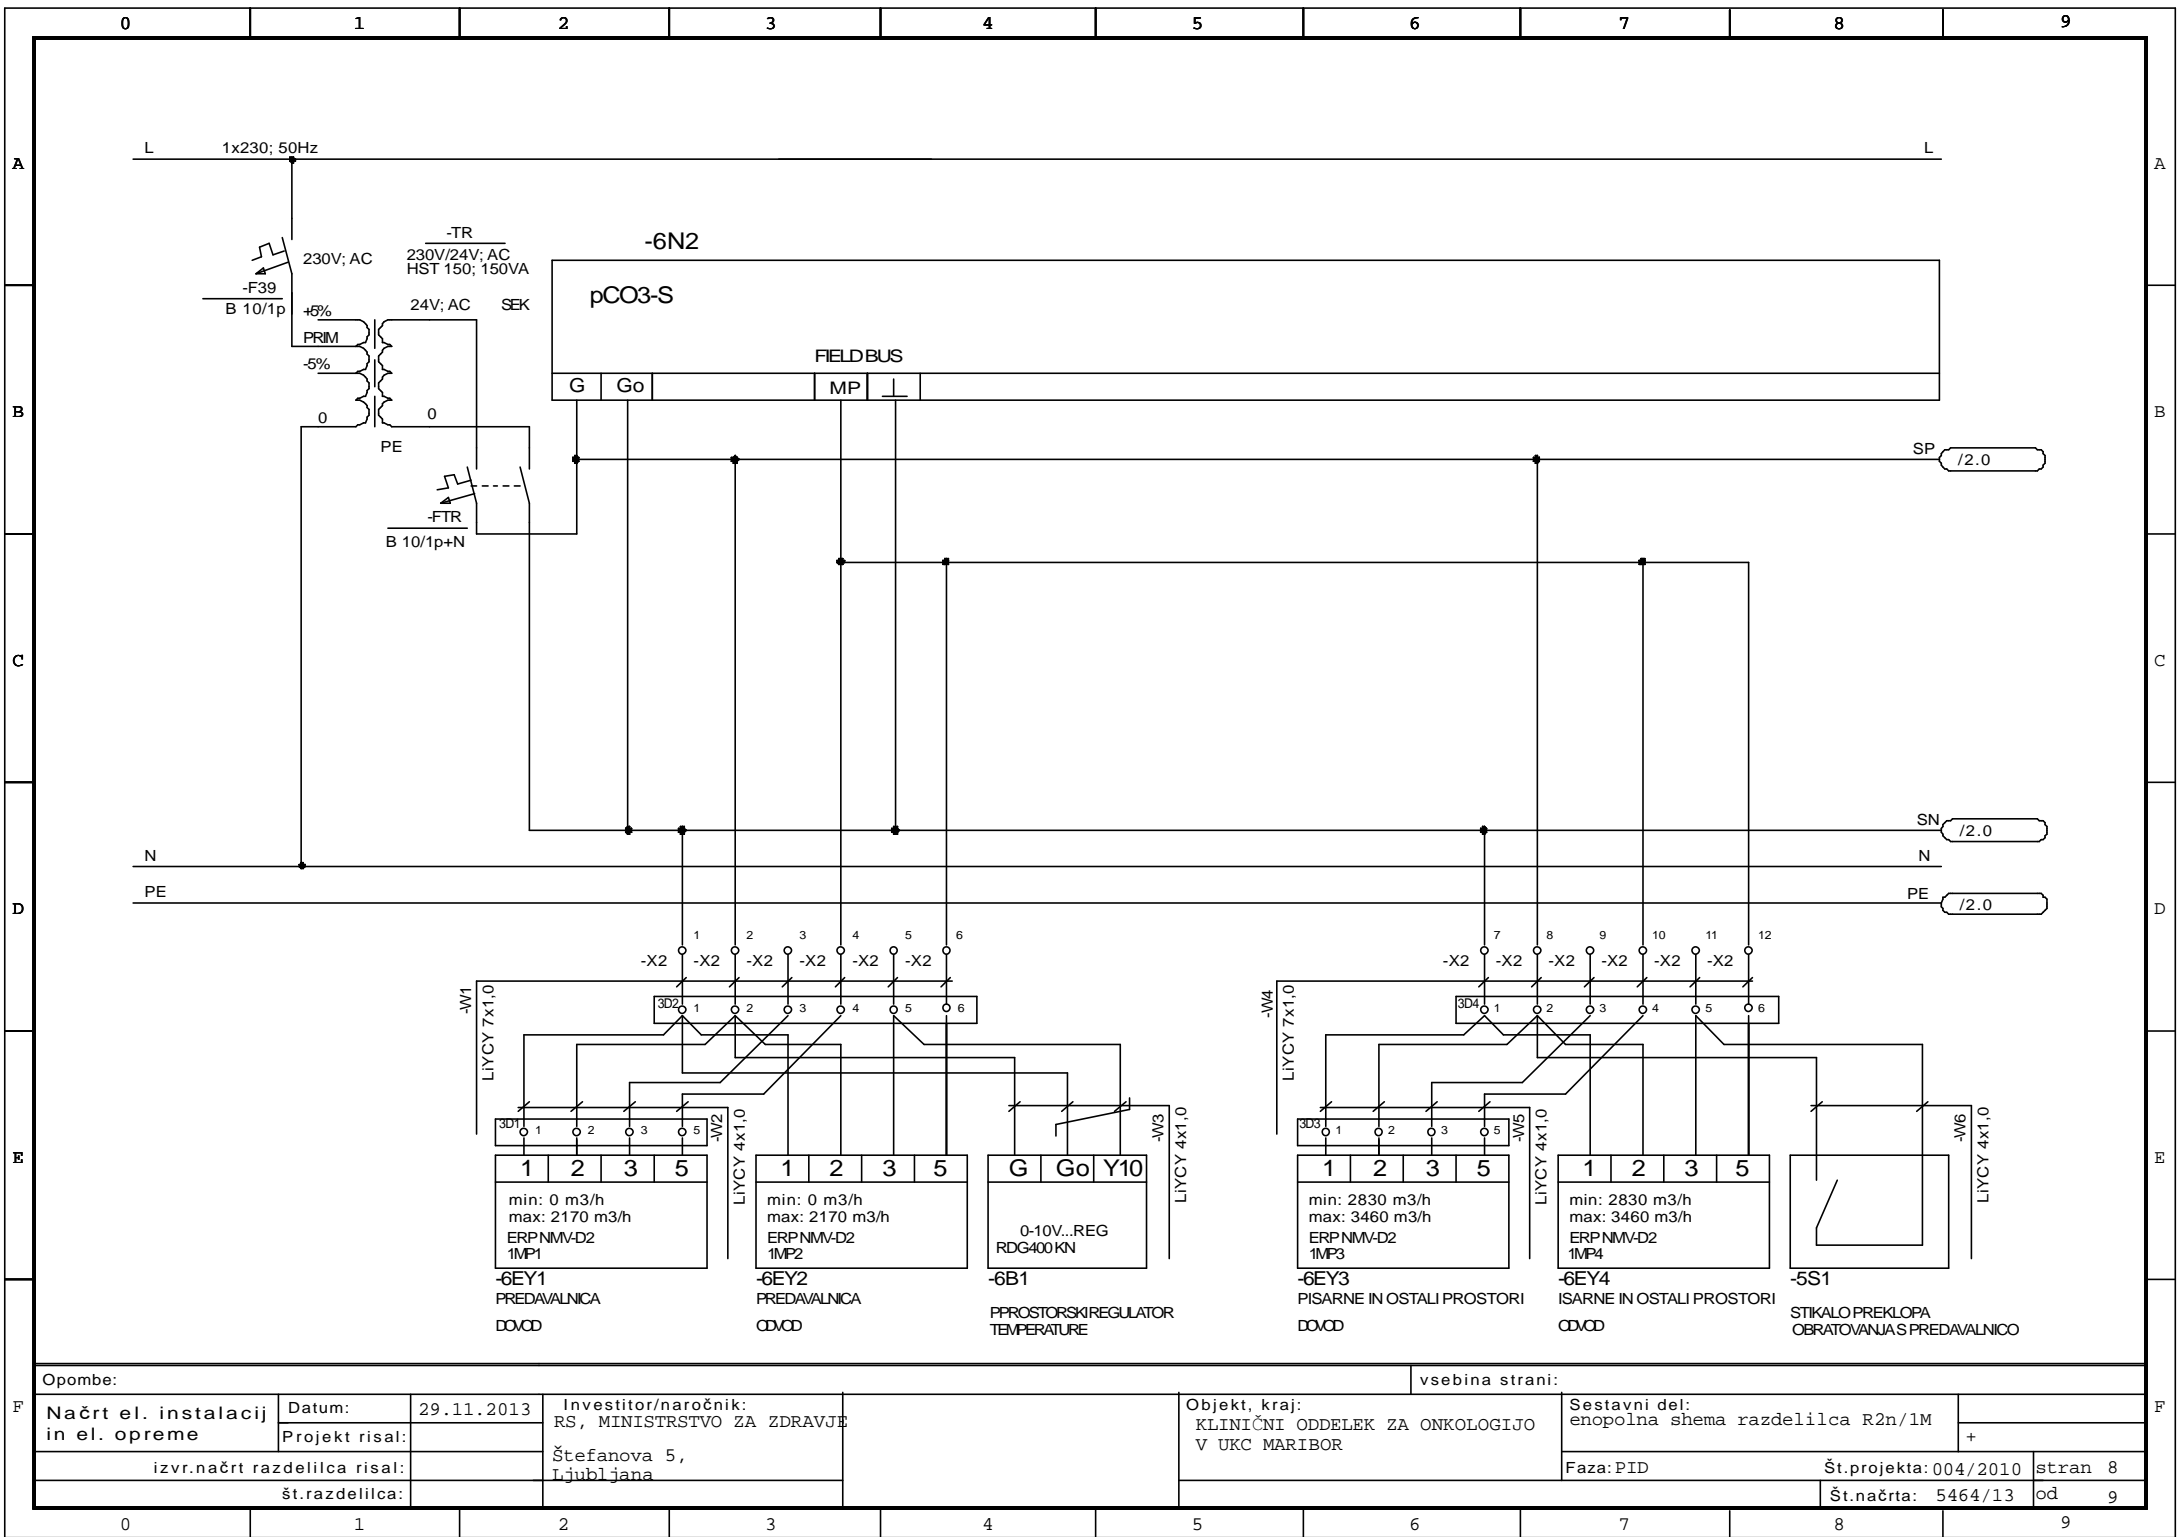 0 1 2 3 4 5 6 7 8 9
A A
B B
C C
D D
E E
F F
L 1x230; 50Hz L
-6N2
pCO3-S
FIELD BUS
G Go MP
230V; AC
-F39
B 10/1p
-TR
230V/24V; AC
HST 150; 150VA
24V; AC SEK
+5%
PRIM
-5%
0 0
PE
-FTR
B 10/1p+N
SP /2.0
SN /2.0
N N
PE PE /2.0
1 2 3 4 5 6 7 8 9 10 11 12
-X2 -X2 -X2 -X2 -X2 -X2 -X2 -X2 -X2 -X2 -X2 -X2
-W1
LiYCY 7x1,0
3D2 1 2 3 4 5 6
-W4
LiYCY 7x1,0
3D4 1 2 3 4 5 6
3D1 1 2 3 5
-W2
LiYCY 4x1,0
-W3
LiYCY 4x1,0
3D3 1 2 3 5
-W5
LiYCY 4x1,0
-W6
LiYCY 4x1,0
1 2 3 5
min: 0 m3/h
max: 2170 m3/h
ERP NMV-D2
1MP1
-6EY1
PREDAVALNICA
DOVOD
1 2 3 5
min: 0 m3/h
max: 2170 m3/h
ERP NMV-D2
1MP2
-6EY2
PREDAVALNICA
ODVOD
G Go Y10
0-10V...REG
RDG400 KN
-6B1
PPROSTORSKI REGULATOR
TEMPERATURE
1 2 3 5
min: 2830 m3/h
max: 3460 m3/h
ERP NMV-D2
1MP3
-6EY3
PISARNE IN OSTALI PROSTORI
DOVOD
1 2 3 5
min: 2830 m3/h
max: 3460 m3/h
ERP NMV-D2
1MP4
-6EY4
ISARNE IN OSTALI PROSTORI
ODVOD
-5S1
STIKALO PREKLOPA
OBRATOVANJA S PREDAVALNICO
Opombe: vsebina strani:
Načrt el. instalacij
in el. opreme
Datum: 29.11.2013
Projekt risal:
izvr.načrt razdelilca risal:
št.razdelilca:
Investitor/naročnik:
RS, MINISTRSTVO ZA ZDRAVJE
Štefanova 5,
Ljubljana
Objekt, kraj:
KLINIČNI ODDELEK ZA ONKOLOGIJO
V UKC MARIBOR
Sestavni del:
enopolna shema razdelilca R2n/1M
+
Faza: PID Št.projekta: 004/2010 stran 8
Št.načrta: 5464/13 od 9
0 1 2 3 4 5 6 7 8 9